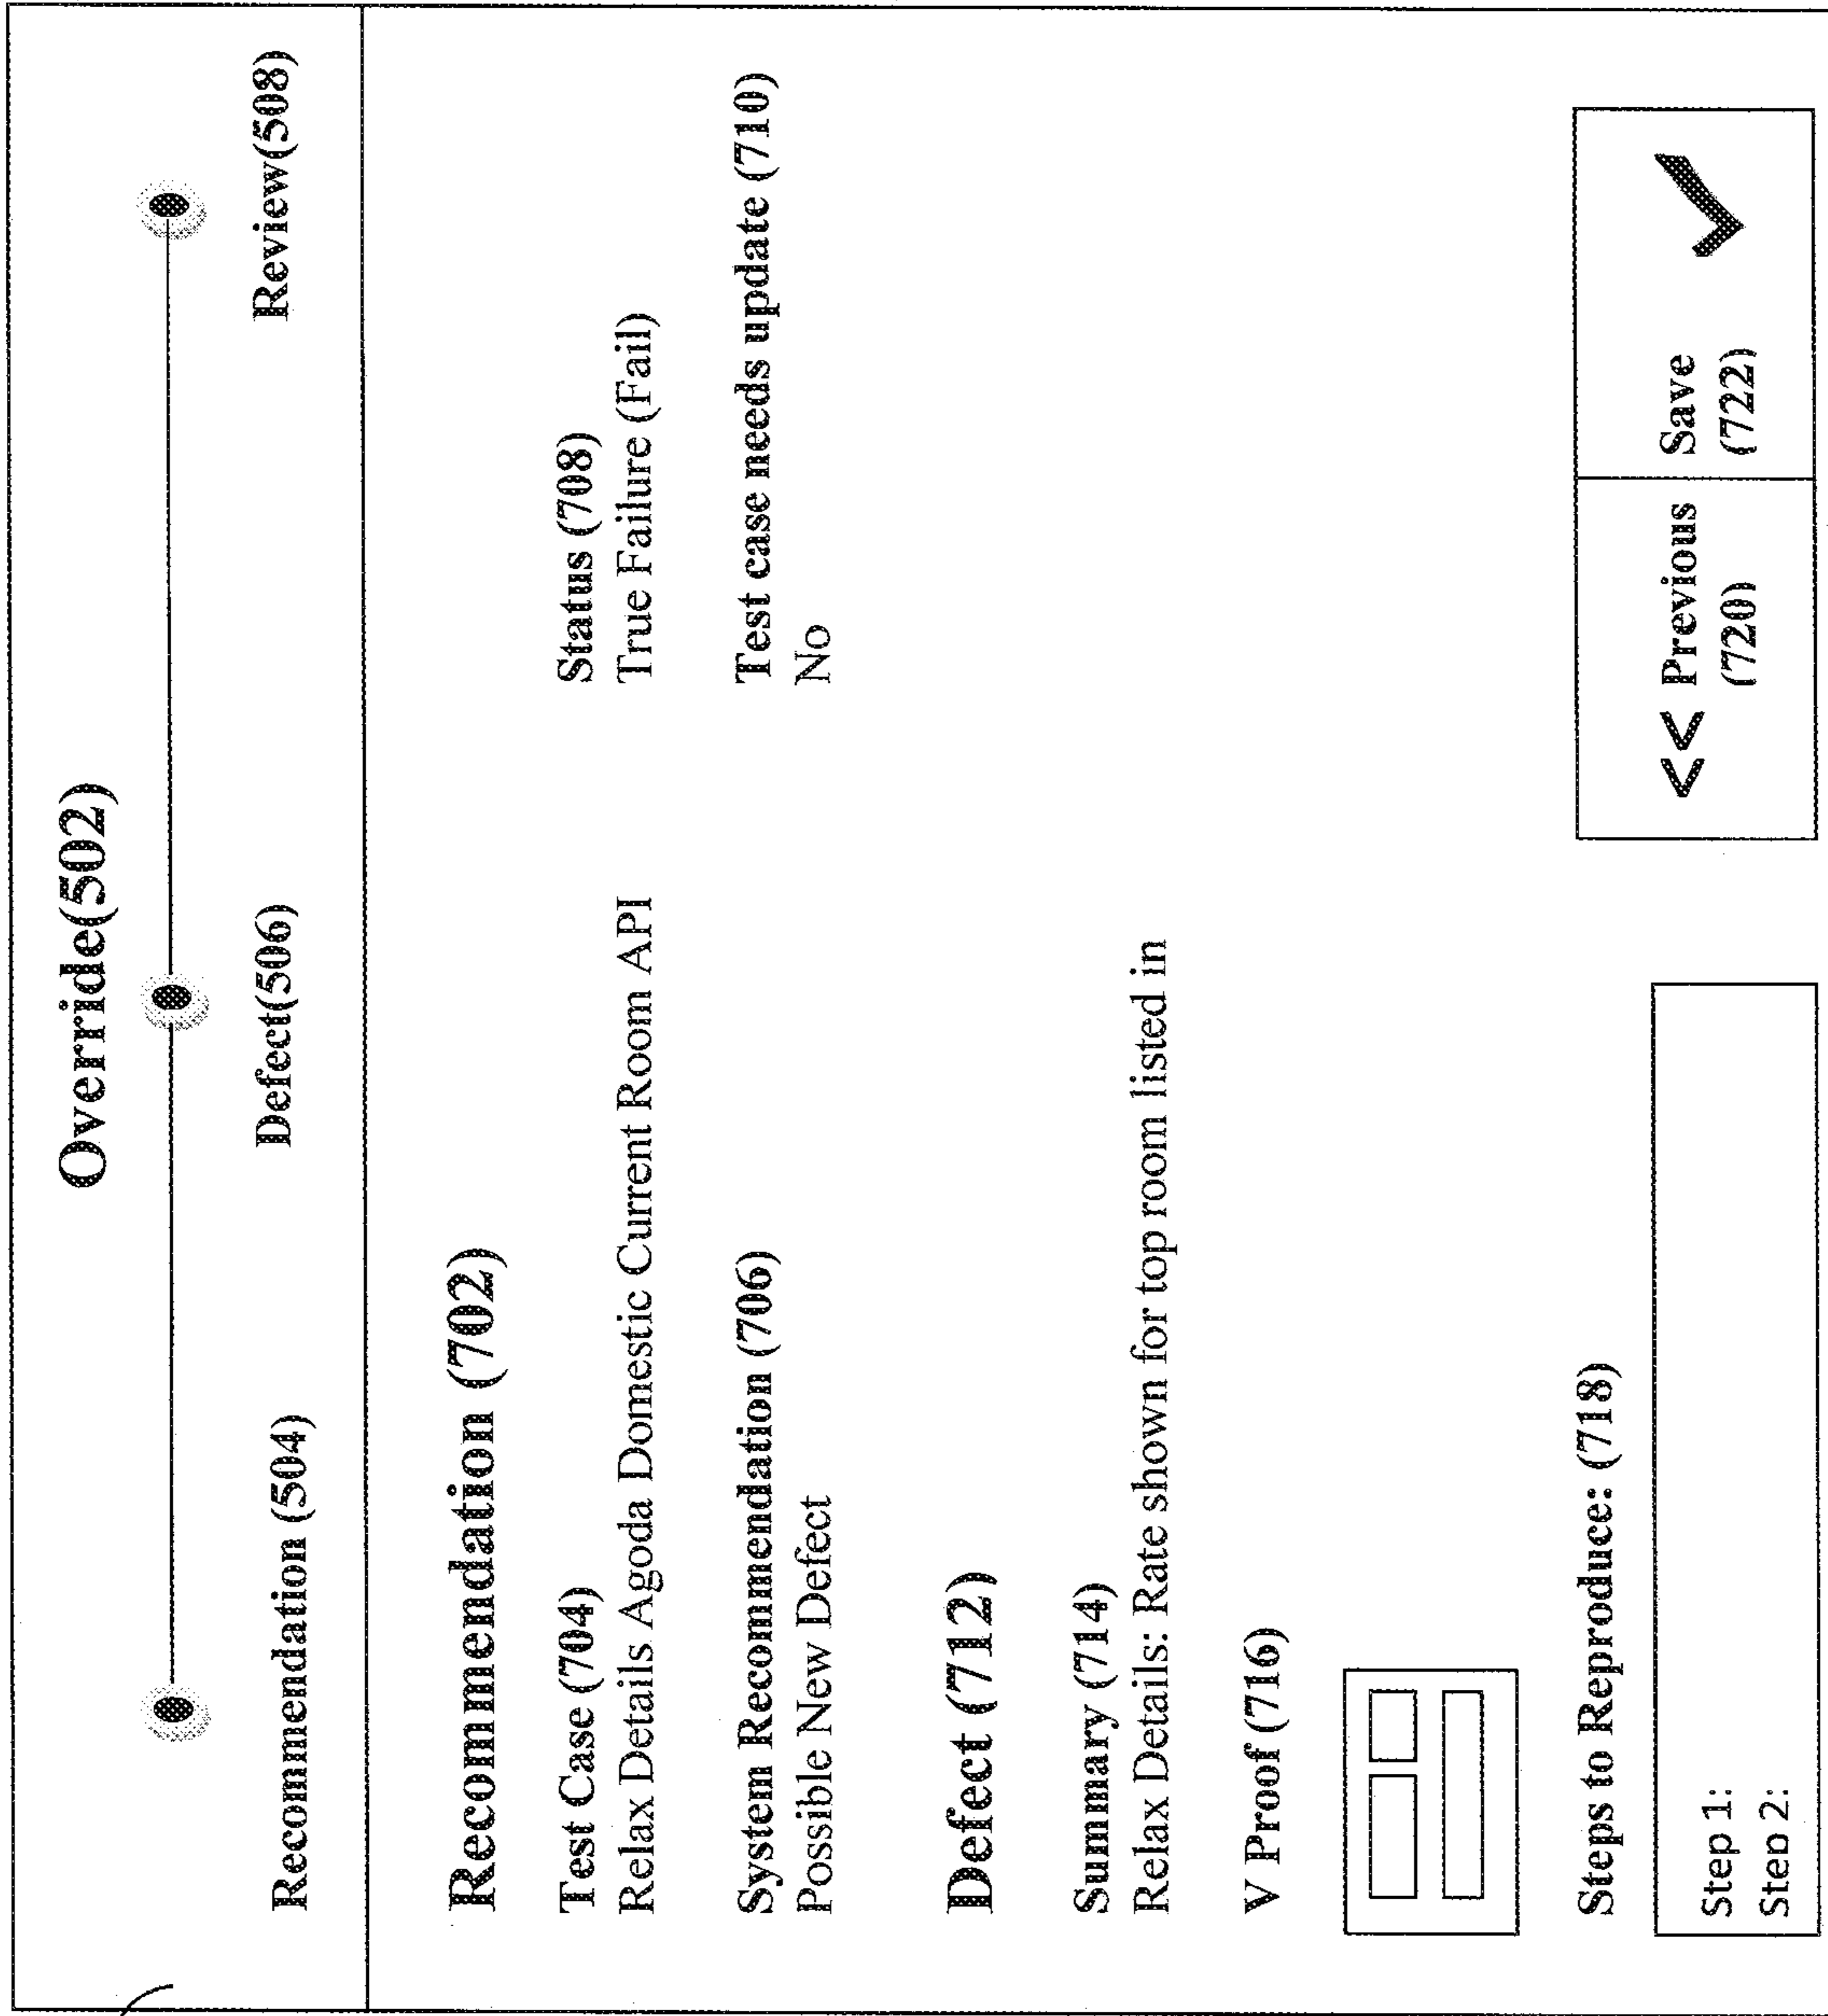 Override(502)
Recommendation (504)
Defect(506)
Review(508)
Recommendation (702)
Test Case (704)
Relax Details Agoda Domestic Current Room API
Status (708)
True Failure (Fail)
System Recommendation (706)
Possible New Defect
Test case needs update (710)
No
Defect (712)
Summary (714)
Relax Details: Rate shown for top room listed in
V Proof (716)
Steps to Reproduce: (718)
Step 1:
Step 2:
<< Previous
(720)
Save
(722)